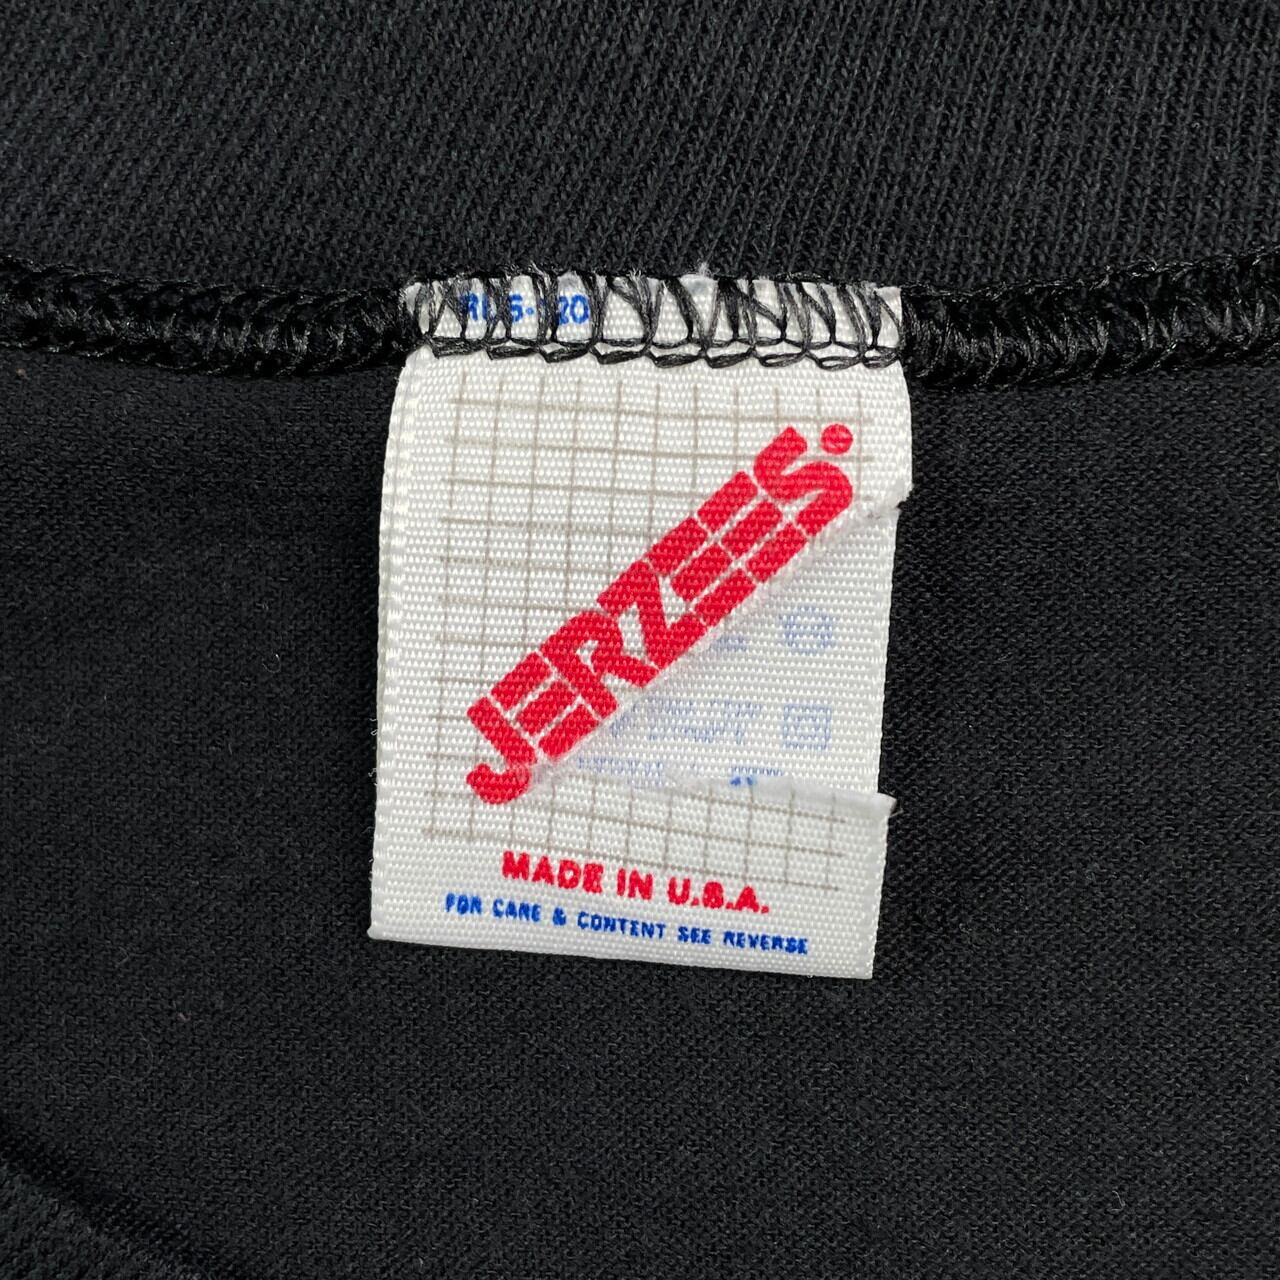 JERZEES.
MADE IN U.S.A.
FOR CARE & CONTENT SEE REVERSE